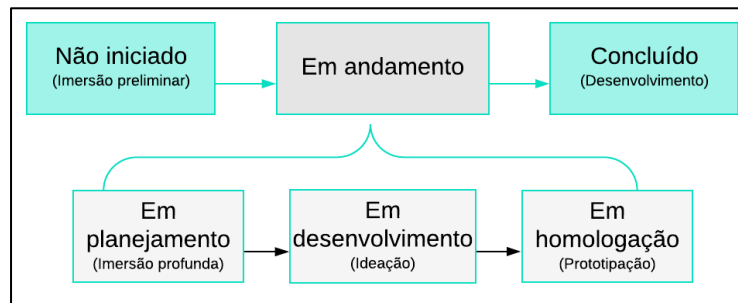 Não iniciado
(Imersão preliminar)
Em andamento
Concluído
(Desenvolvimento)
Em
planejamento
(Imersão profunda)
Em
desenvolvimento
(Ideação)
Em
homologação
(Prototipação)